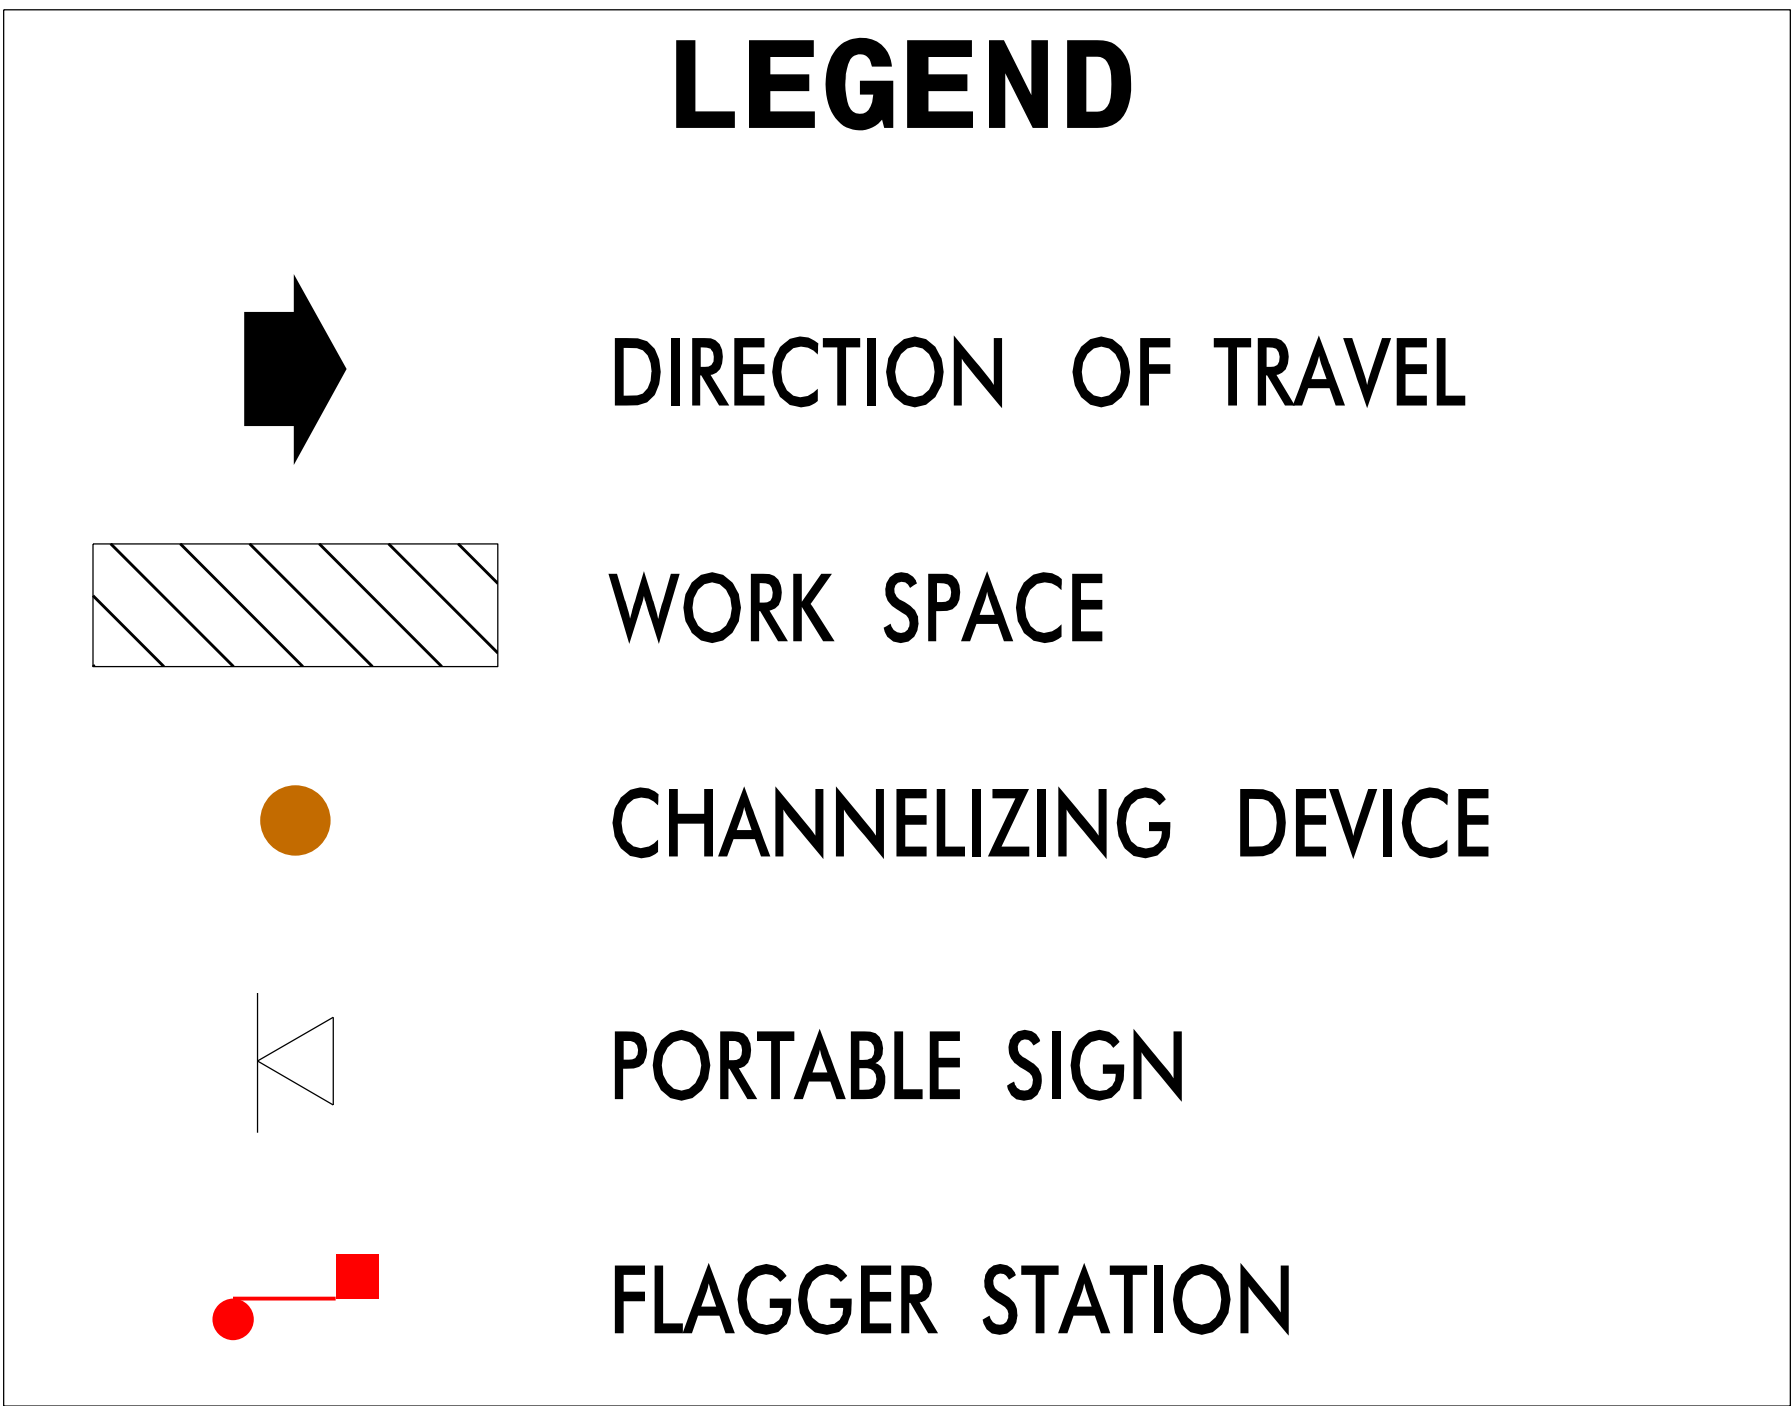 LEGEND
DIRECTION OF TRAVEL
WORK SPACE
CHANNELIZING DEVICE
PORTABLE SIGN
FLAGGER STATION